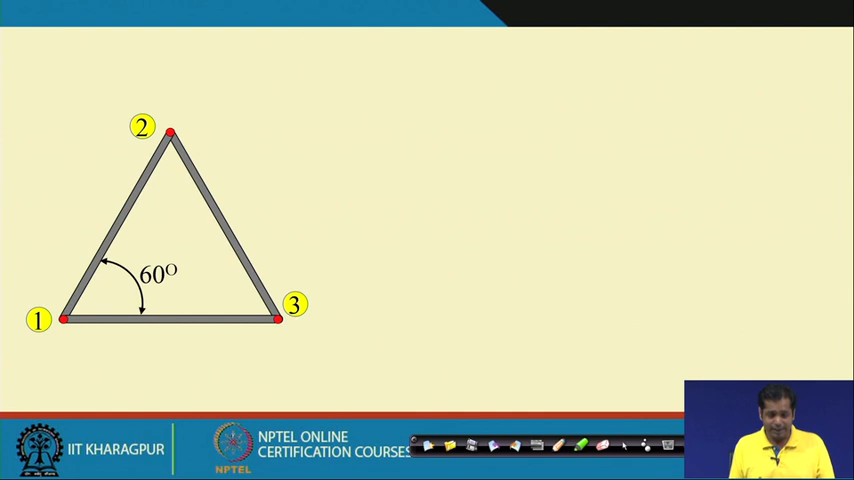 2
60°
1
3
IIT KHARAGPUR
NPTEL
NPTEL ONLINE
CERTIFICATION COURSES